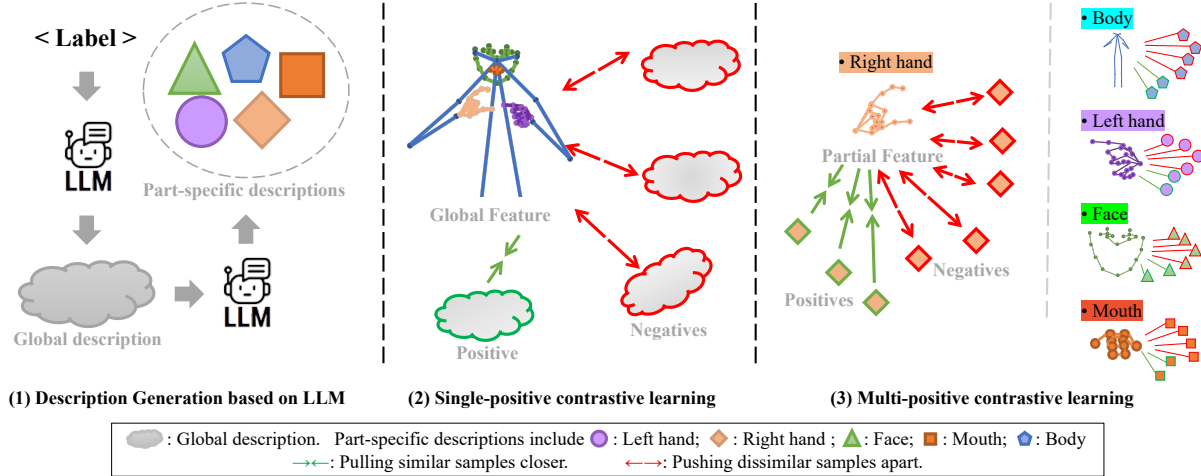 < Label >
LLM
Part-specific descriptions
Global description
LLM
(1) Description Generation based on LLM
Global Feature
Positive
Negatives
(2) Single-positive contrastive learning
• Right hand
Partial Feature
Positives
Negatives
• Body
• Left hand
• Face
• Mouth
(3) Multi-positive contrastive learning
: Global description. Part-specific descriptions include : Left hand; : Right hand ; : Face; : Mouth; : Body
: Pulling similar samples closer. : Pushing dissimilar samples apart.